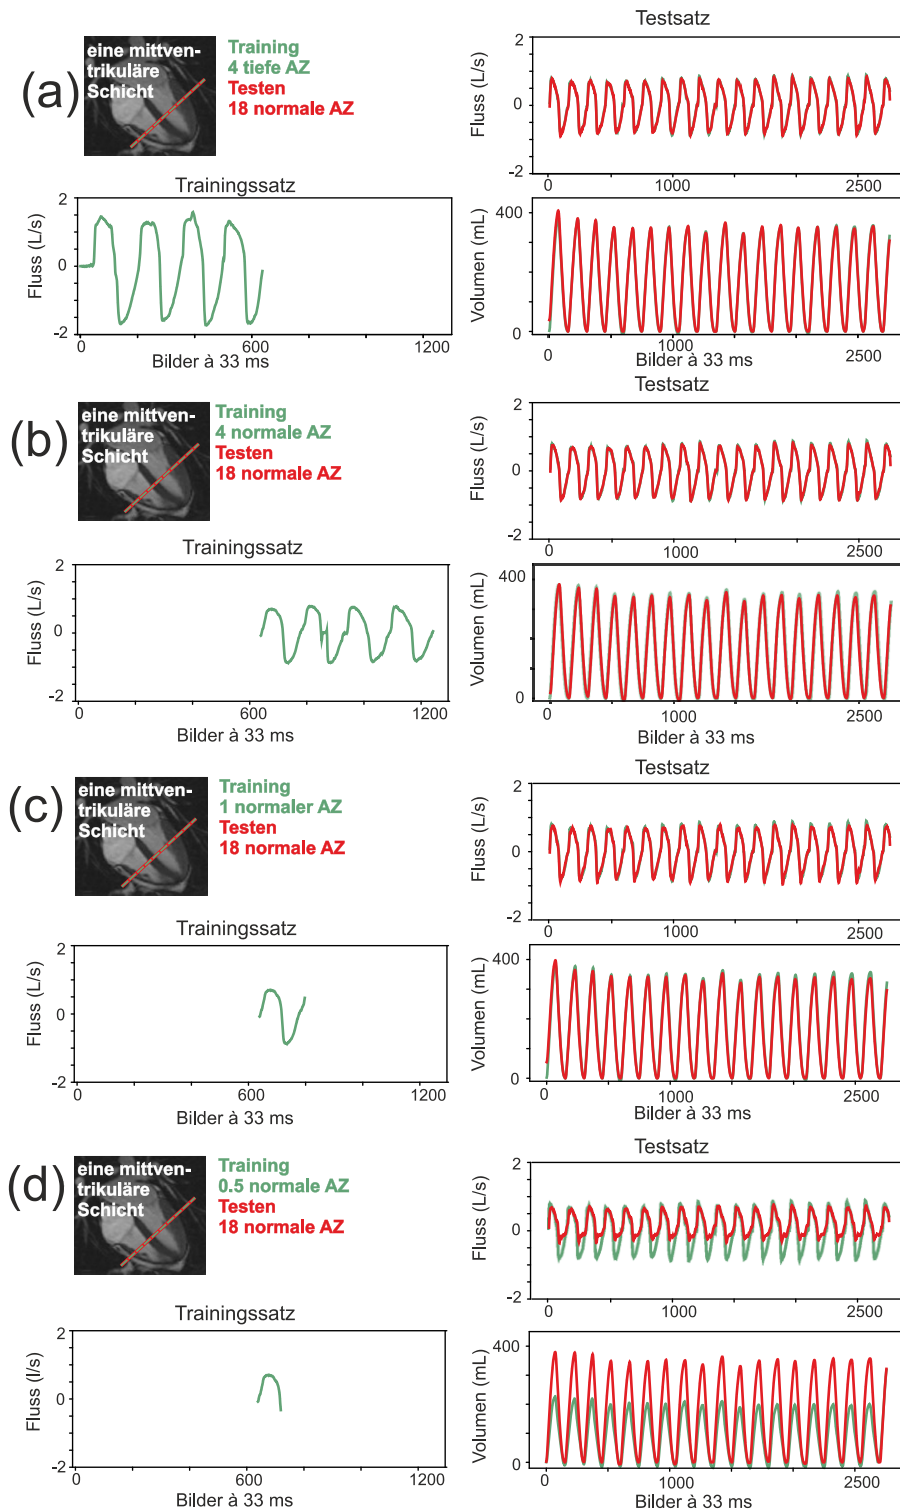 (a)
eine mittven-
trikuläre
Schicht
Training
4 tiefe AZ
Testen
18 normale AZ
Testsatz
Fluss (L/s)
2
0
-2
0
1000
2500
Trainingssatz
Fluss (L/s)
2
0
-2
0
600
1200
Bilder à 33 ms
Volumen (mL)
400
0
0
1000
2500
Bilder à 33 ms
(b)
eine mittven-
trikuläre
Schicht
Training
4 normale AZ
Testen
18 normale AZ
Testsatz
Fluss (L/s)
2
0
-2
0
1000
2500
Trainingssatz
Fluss (L/s)
2
0
-2
0
600
1200
Bilder à 33 ms
Volumen (mL)
400
0
0
1000
2500
Bilder à 33 ms
(c)
eine mittven-
trikuläre
Schicht
Training
1 normaler AZ
Testen
18 normale AZ
Testsatz
Fluss (L/s)
2
0
-2
0
1000
2500
Trainingssatz
Fluss (L/s)
2
0
-2
0
600
1200
Bilder à 33 ms
Volumen (mL)
400
0
0
1000
2500
Bilder à 33 ms
(d)
eine mittven-
trikuläre
Schicht
Training
0.5 normale AZ
Testen
18 normale AZ
Testsatz
Fluss (L/s)
2
0
-2
0
1000
2500
Trainingssatz
Fluss (l/s)
2
0
-2
0
600
1200
Bilder à 33 ms
Volumen (mL)
400
0
0
1000
2500
Bilder à 33 ms